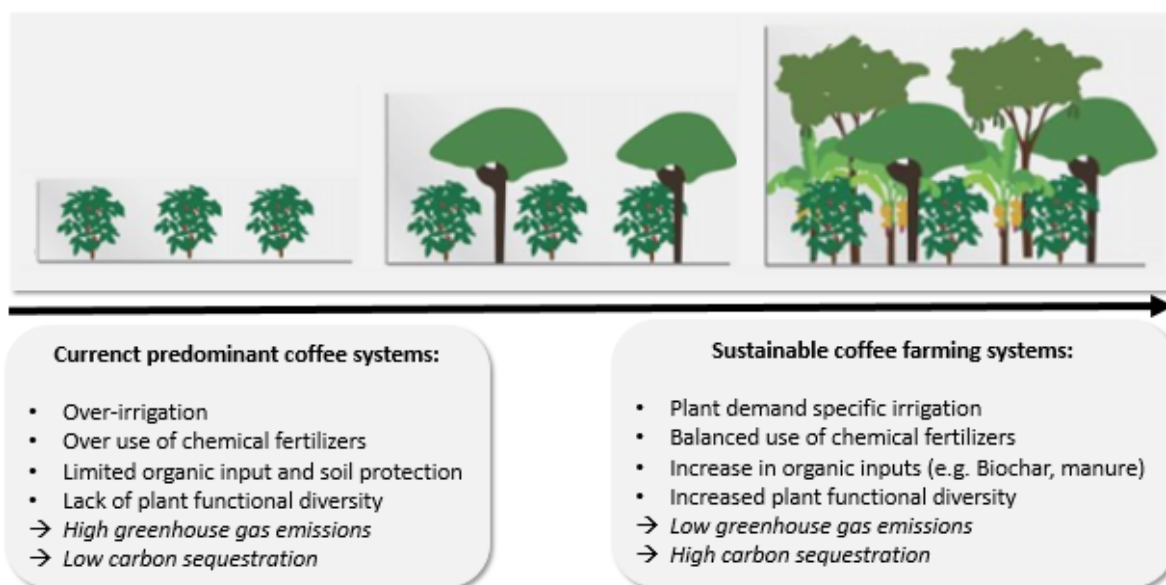 Currenct predominant coffee systems:
• Over-irrigation
• Over use of chemical fertilizers
• Limited organic input and soil protection
• Lack of plant functional diversity
→ High greenhouse gas emissions
→ Low carbon sequestration
Sustainable coffee farming systems:
• Plant demand specific irrigation
• Balanced use of chemical fertilizers
• Increase in organic inputs (e.g. Biochar, manure)
• Increased plant functional diversity
→ Low greenhouse gas emissions
→ High carbon sequestration